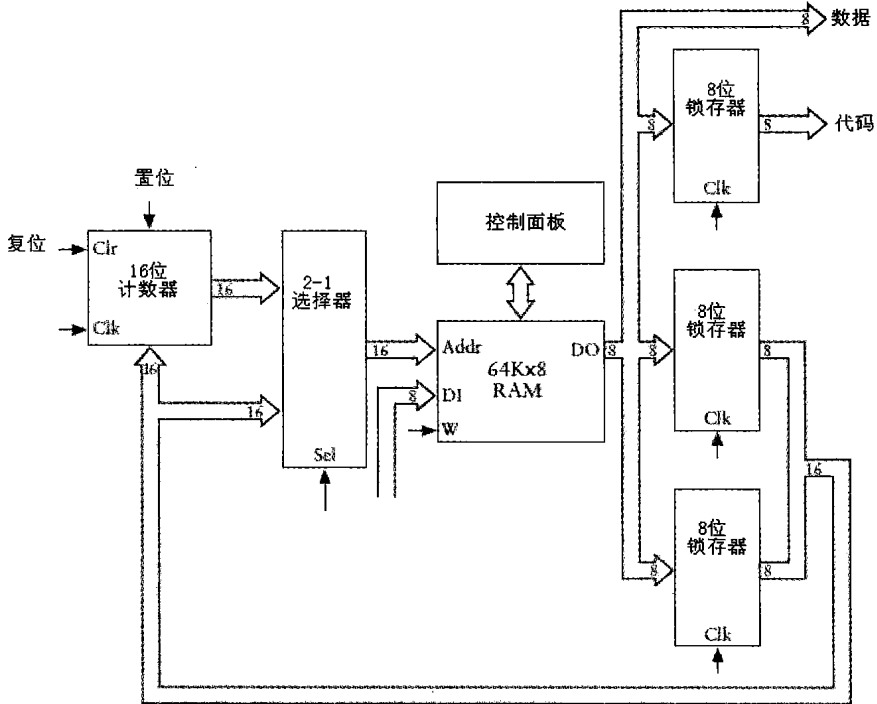 8
数据
8位
锁存器
8
8
代码
Clk
置位
复位
Clr
16位
计数器
Clk
16
16
2-1
选择器
16
Sel
控制面板
16
Addr
DO
8
64K×8
RAM
DI
8
W
8
8位
锁存器
8
Clk
16
8
8位
锁存器
8
Clk